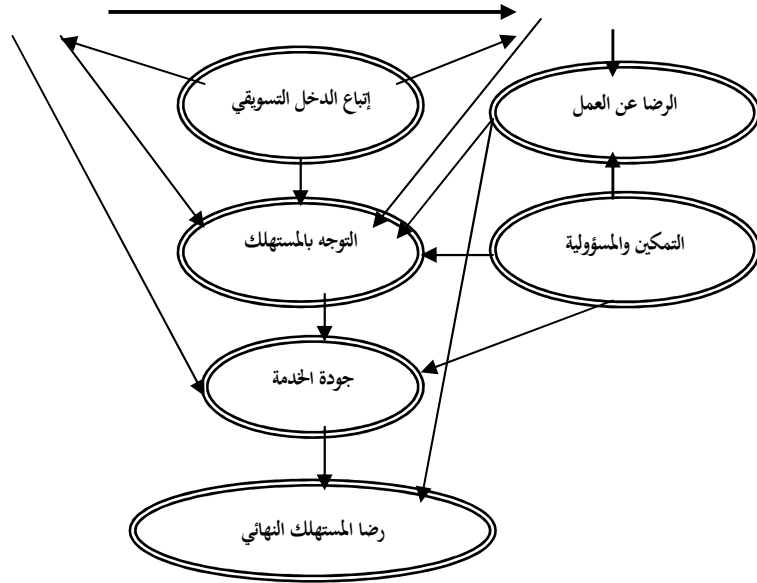 إتباع الدخل التسويقي
الرضا عن العمل
التوجه بالمستهلك
التمكين والمسؤولية
جودة الخدمة
رضا المستهلك النهائي